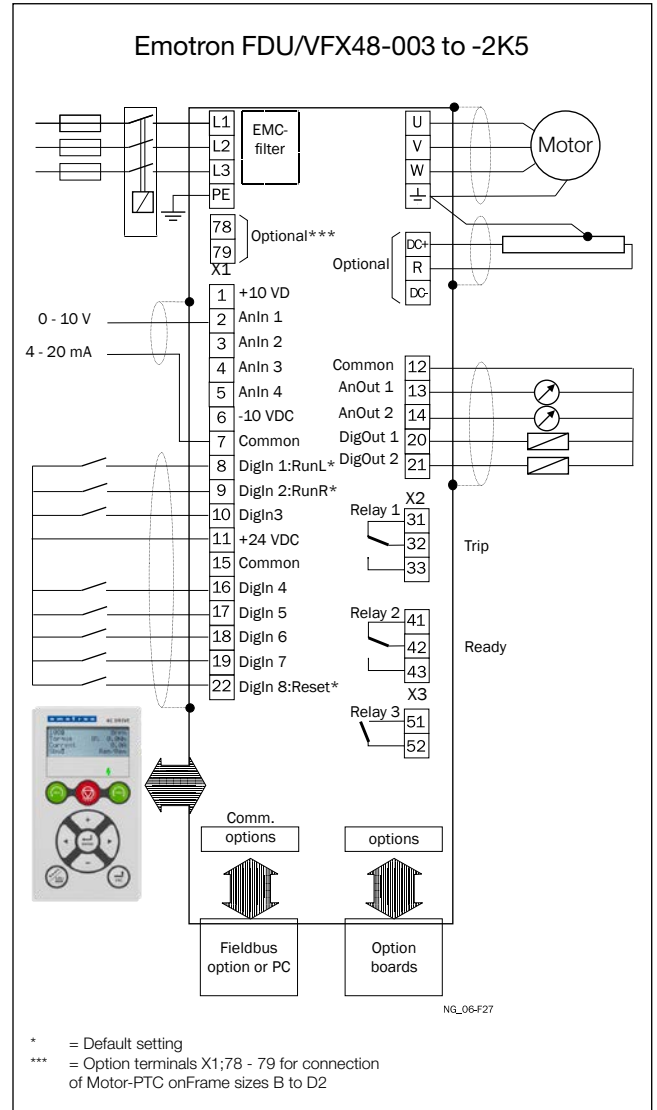 Emotron FDU/VFX48-003 to -2K5
L1
L2
L3
PE
EMC-
filter
U
V
W
Motor
78
79
Optional***
X1
Optional
DC+
R
DC-
0 - 10 V
4 - 20 mA
1 +10 VD
2 AnIn 1
3 AnIn 2
4 AnIn 3
5 AnIn 4
6 -10 VDC
7 Common
8 DigIn 1:RunL*
9 DigIn 2:RunR*
10 DigIn3
11 +24 VDC
15 Common
16 DigIn 4
17 DigIn 5
18 DigIn 6
19 DigIn 7
22 DigIn 8:Reset*
Common 12
AnOut 1 13
AnOut 2 14
DigOut 1 20
DigOut 2 21
X2
Relay 1
31
32
33
Trip
Relay 2
41
42
43
Ready
X3
Relay 3
51
52
emotron AC DRIVE
Comm.
options
options
Fieldbus
option or PC
Option
boards
NG_06-F27
* = Default setting
*** = Option terminals X1;78 - 79 for connection
of Motor-PTC onFrame sizes B to D2